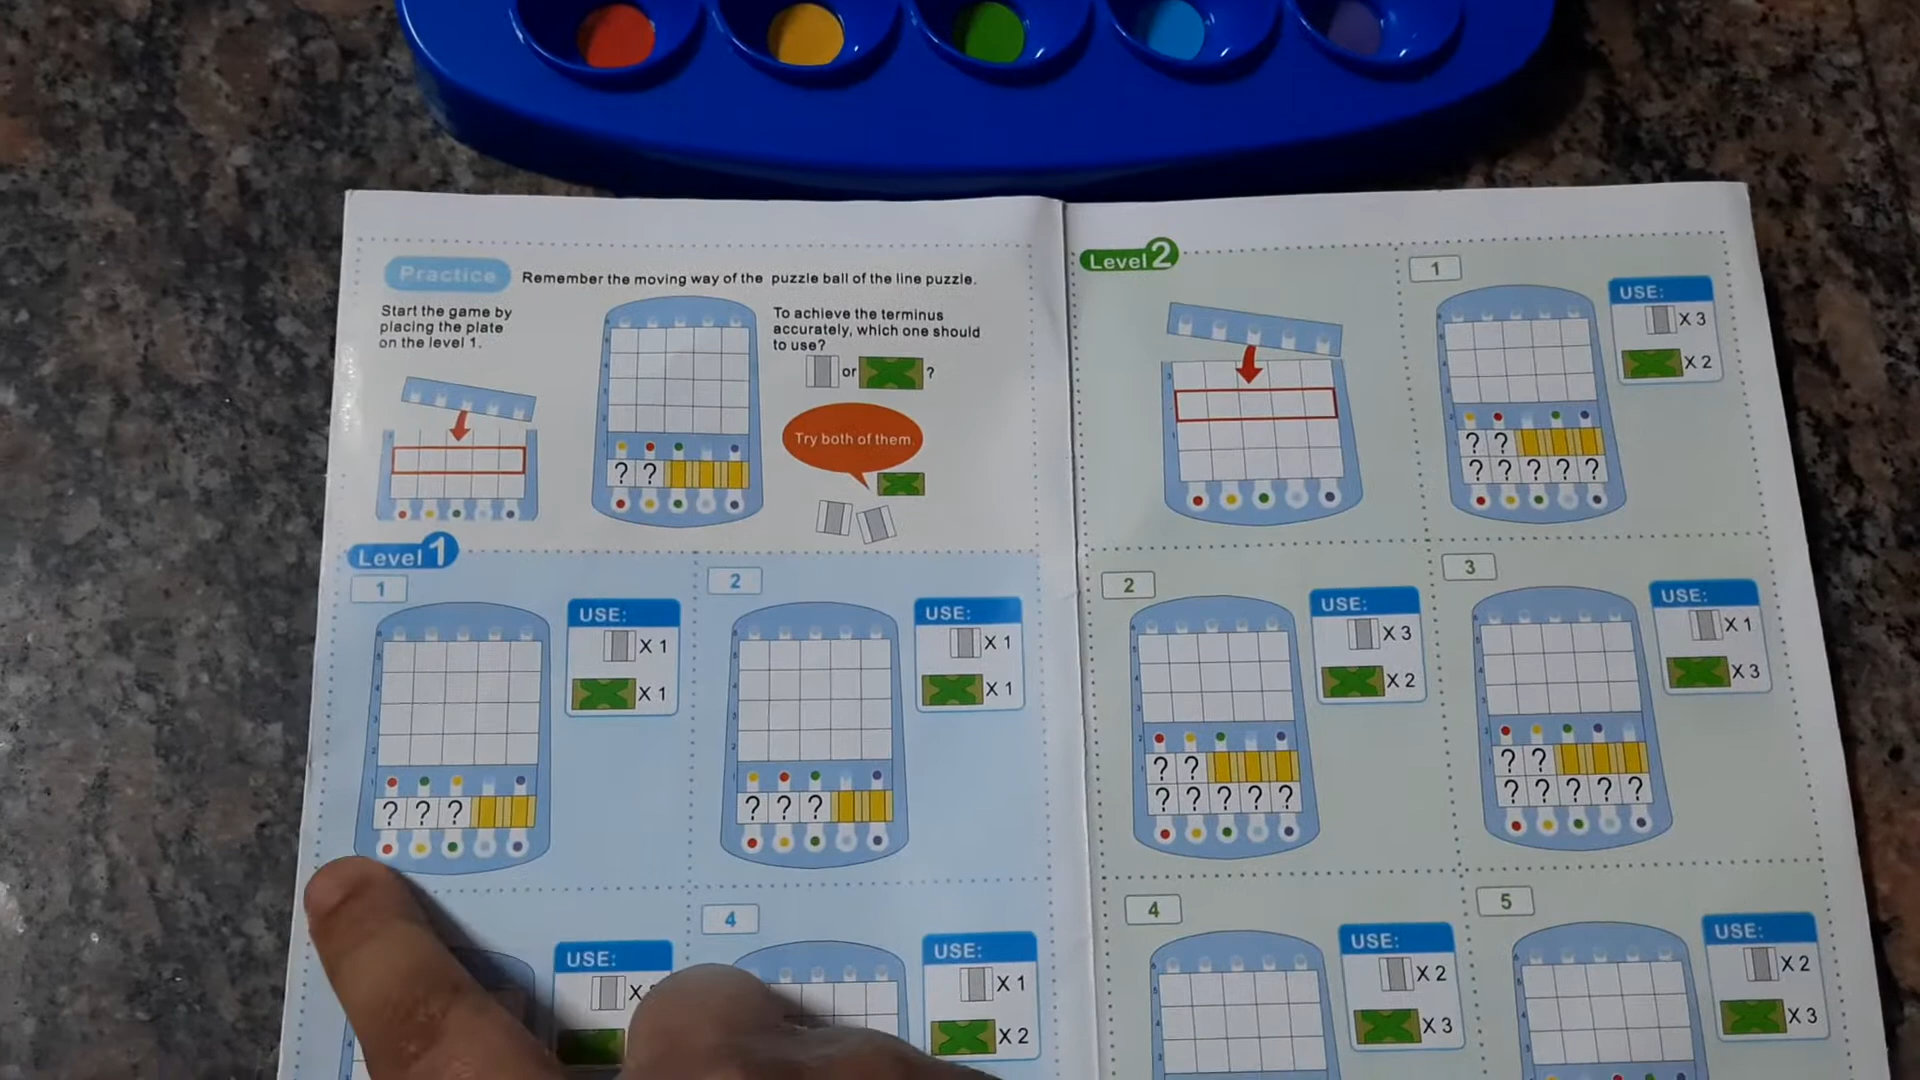 Practice
Remember the moving way of the puzzle ball of the line puzzle.
Start the game by
placing the plate
on the level 1.
To achieve the terminus
accurately, which one should
to use?
or
?
Try both of them.
? ?
Level 1
1
USE:
X 1
X 1
? ? ?
2
USE:
X 1
X 1
? ? ?
USE:
X
4
USE:
X 1
X 2
Level 2
1
USE:
X 3
X 2
? ?
? ? ? ? ?
2
USE:
X 3
X 2
? ?
? ? ? ? ?
3
USE:
X 1
X 3
? ?
? ? ? ? ?
4
USE:
X 2
X 3
5
USE:
X 2
X 3